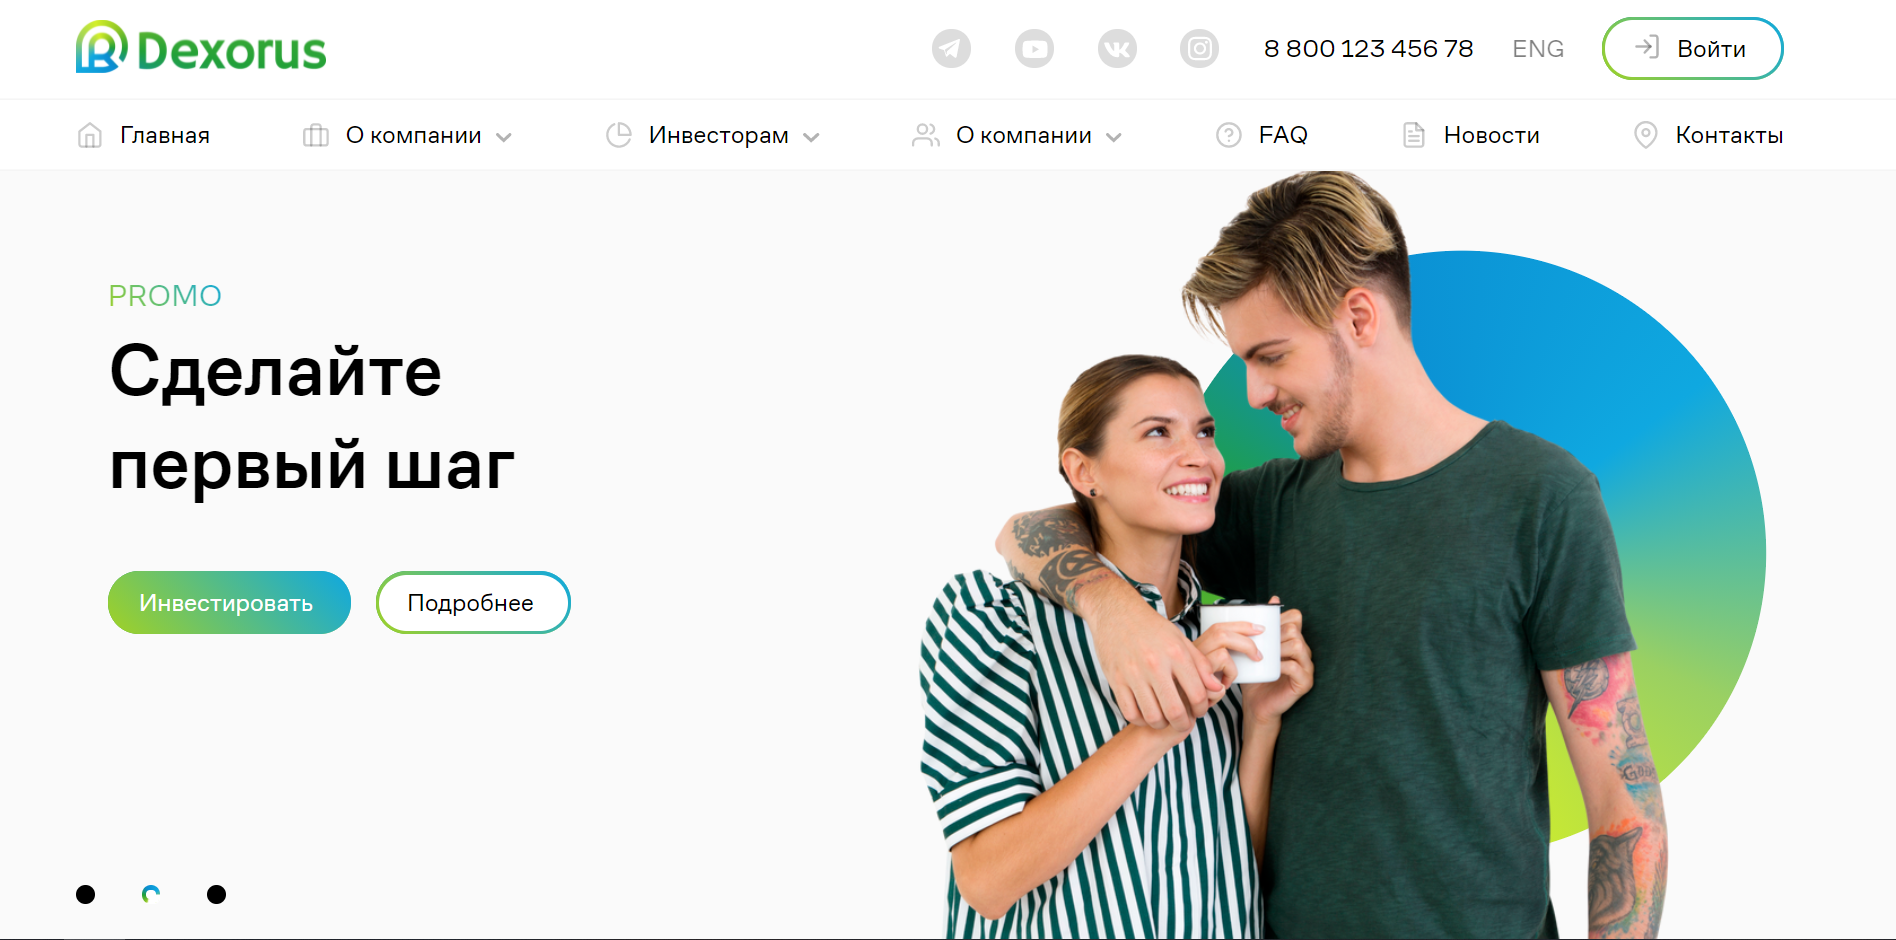 Dexorus
8 800 123 456 78
ENG
Войти
Главная
О компании
Инвесторам
О компании
FAQ
Новости
Контакты
PROMO
Сделайте
первый шаг
Инвестировать
Подробнее